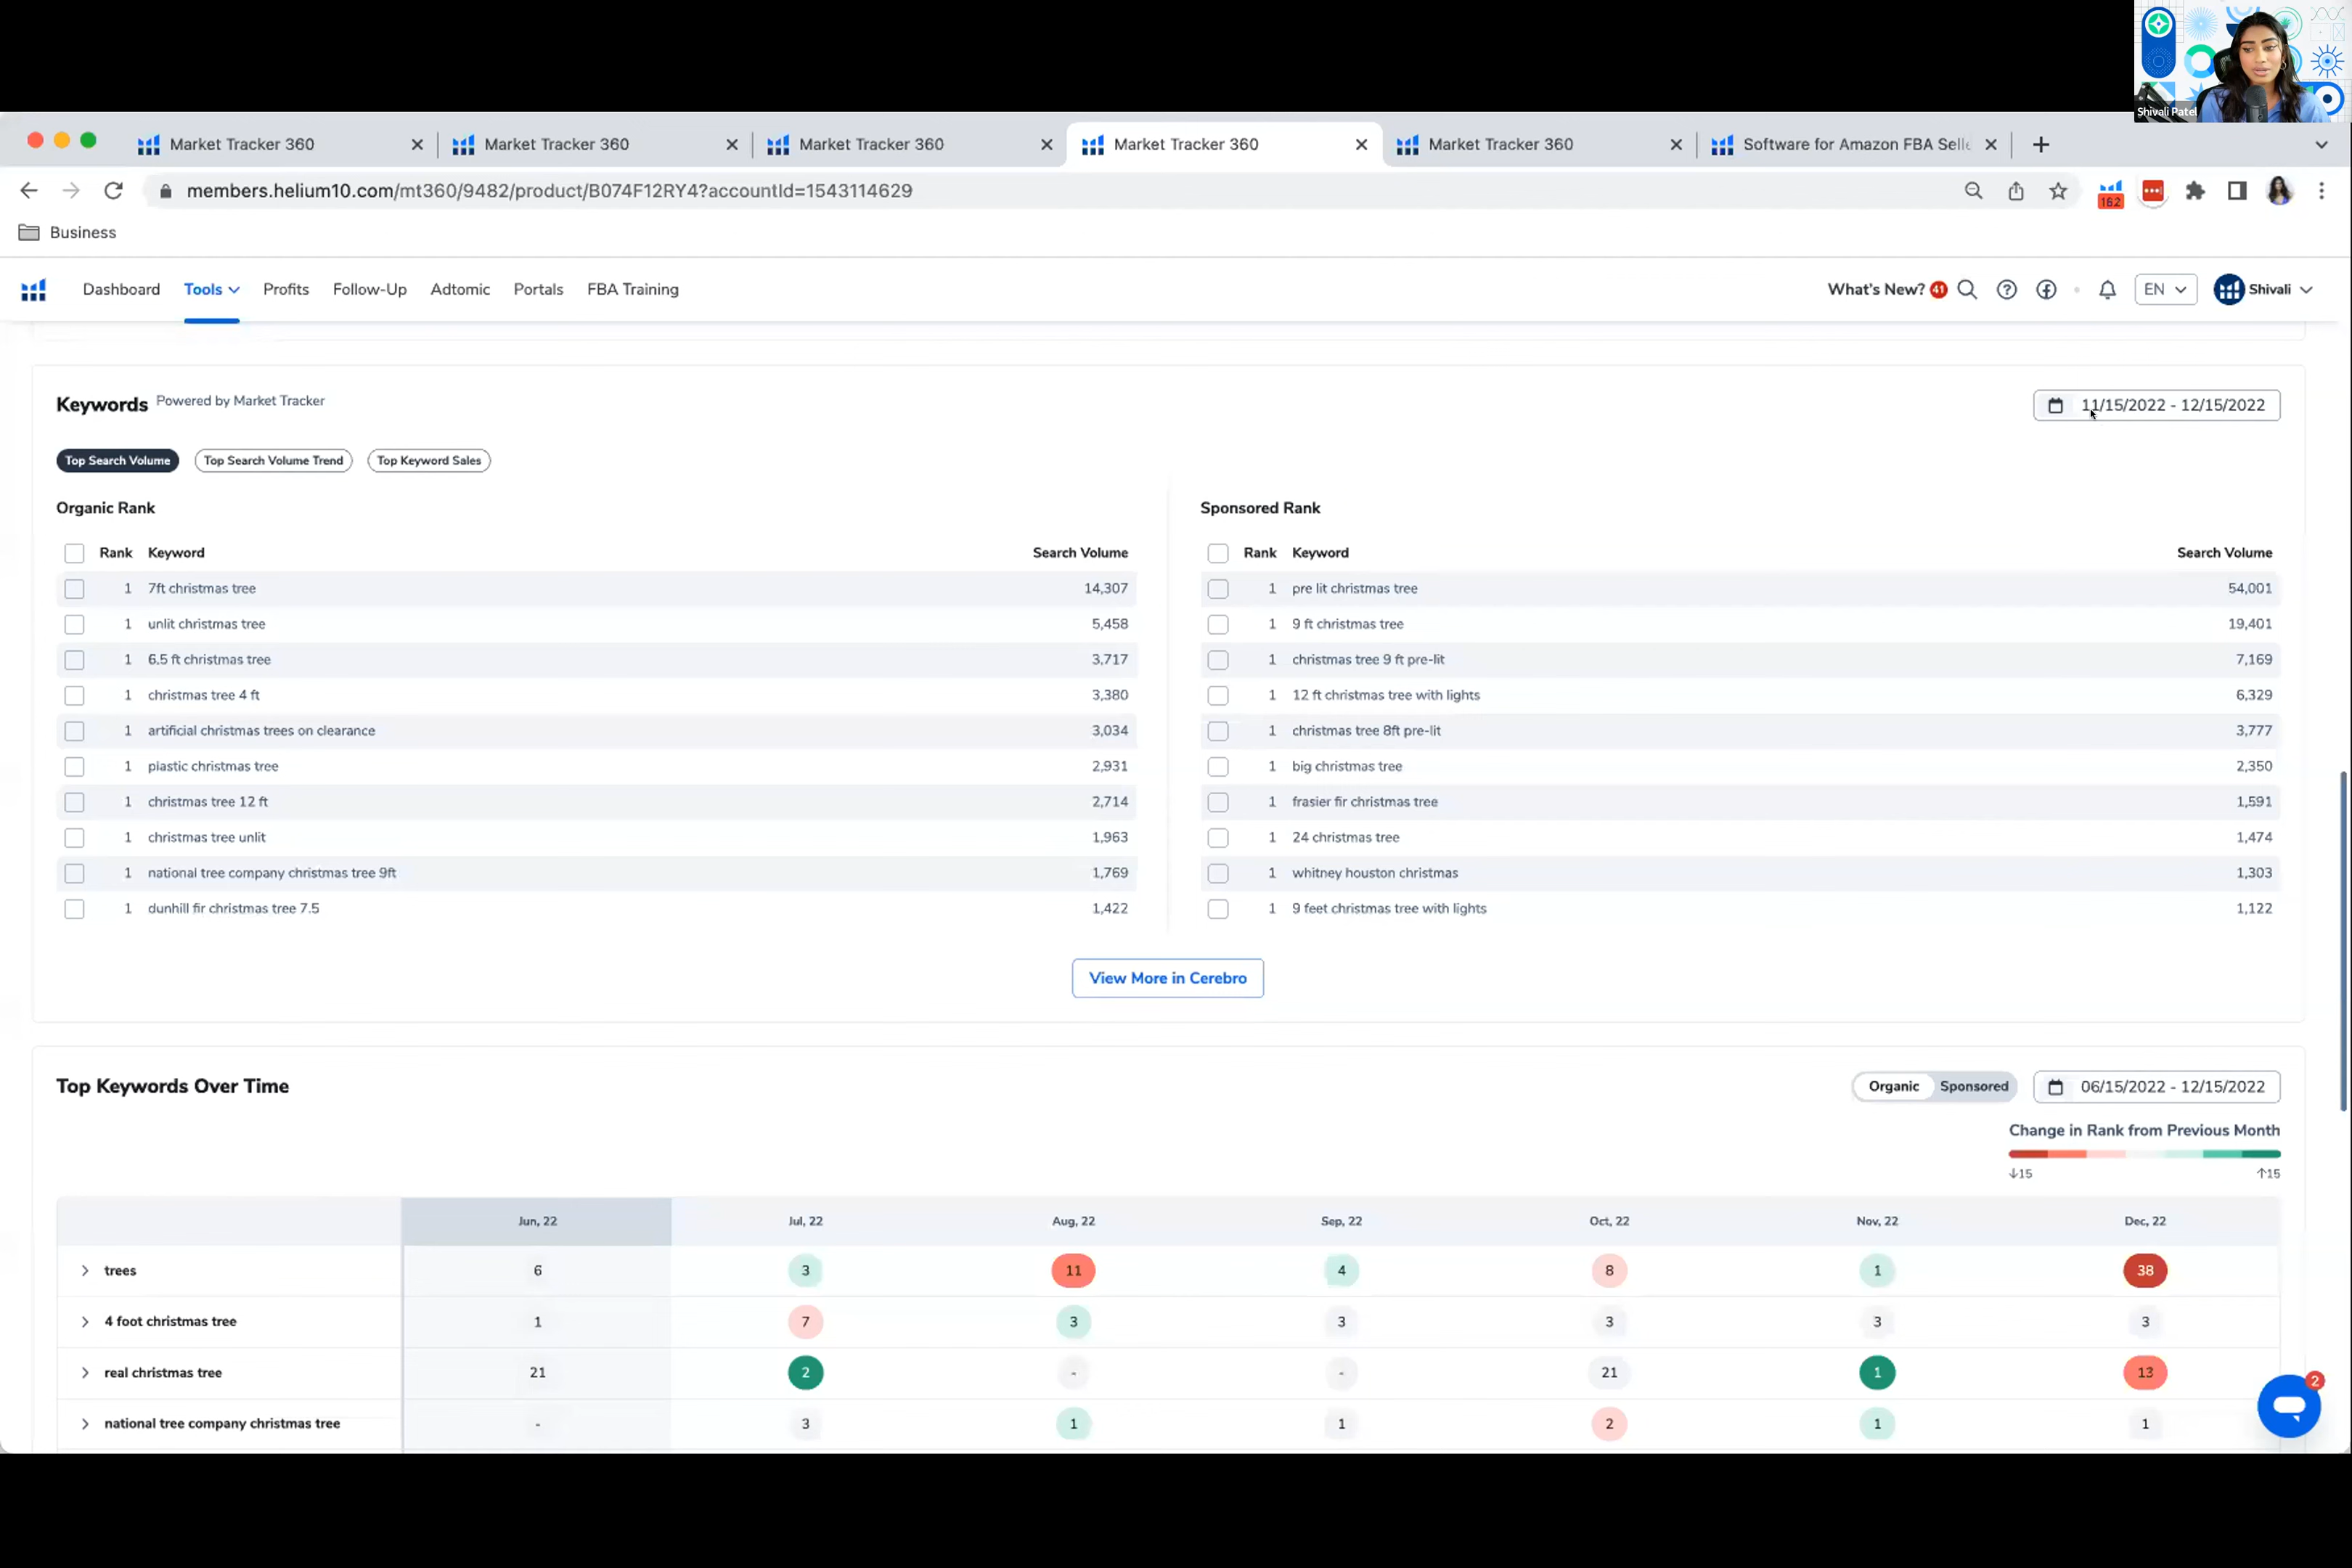 Shivali Patel
Market Tracker 360
Market Tracker 360
Market Tracker 360
Market Tracker 360
Market Tracker 360
Software for Amazon FBA Selle
members.helium10.com/mt360/9482/product/B074F12RY4?accountId=1543114629
162
Business
Dashboard Tools Profits Follow-Up Adtomic Portals FBA Training What's New? 41 EN Shivali
Keywords Powered by Market Tracker 11/15/2022 - 12/15/2022
Top Search Volume Top Search Volume Trend Top Keyword Sales
Organic Rank
Rank Keyword Search Volume
1 7ft christmas tree 14,307
1 unlit christmas tree 5,458
1 6.5 ft christmas tree 3,717
1 christmas tree 4 ft 3,380
1 artificial christmas trees on clearance 3,034
1 plastic christmas tree 2,931
1 christmas tree 12 ft 2,714
1 christmas tree unlit 1,963
1 national tree company christmas tree 9ft 1,769
1 dunhill fir christmas tree 7.5 1,422
Sponsored Rank
Rank Keyword Search Volume
1 pre lit christmas tree 54,001
1 9 ft christmas tree 19,401
1 christmas tree 9 ft pre-lit 7,169
1 12 ft christmas tree with lights 6,329
1 christmas tree 8ft pre-lit 3,777
1 big christmas tree 2,350
1 frasier fir christmas tree 1,591
1 24 christmas tree 1,474
1 whitney houston christmas 1,303
1 9 feet christmas tree with lights 1,122
View More in Cerebro
Top Keywords Over Time Organic Sponsored 06/15/2022 - 12/15/2022
Change in Rank from Previous Month
↓15 ↑15
Jun, 22 Jul, 22 Aug, 22 Sep, 22 Oct, 22 Nov, 22 Dec, 22
trees 6 3 11 4 8 1 38
4 foot christmas tree 1 7 3 3 3 3 3
real christmas tree 21 2 - - 21 1 13
national tree company christmas tree - 3 1 1 2 1 1
2